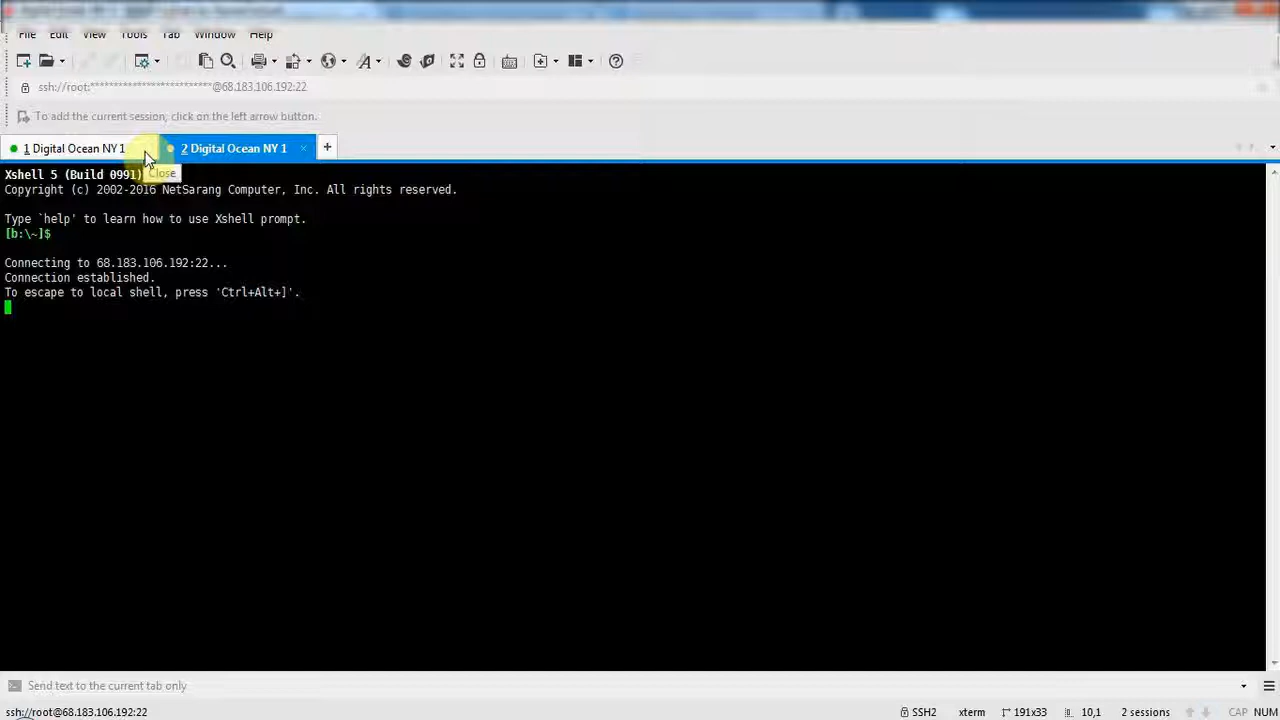 File Edit View Tools Tab Window Help
ssh://root:*************************@68.183.106.192:22
To add the current session, click on the left arrow button.
1 Digital Ocean NY 1 2 Digital Ocean NY 1 × +
Close
Xshell 5 (Build 0991)
Copyright (c) 2002-2016 NetSarang Computer, Inc. All rights reserved.
Type `help' to learn how to use Xshell prompt.
[b:\~]$
Connecting to 68.183.106.192:22...
Connection established.
To escape to local shell, press 'Ctrl+Alt+]'.
Send text to the current tab only
ssh://root@68.183.106.192:22 SSH2 xterm 191x33 10,1 2 sessions CAP NUM